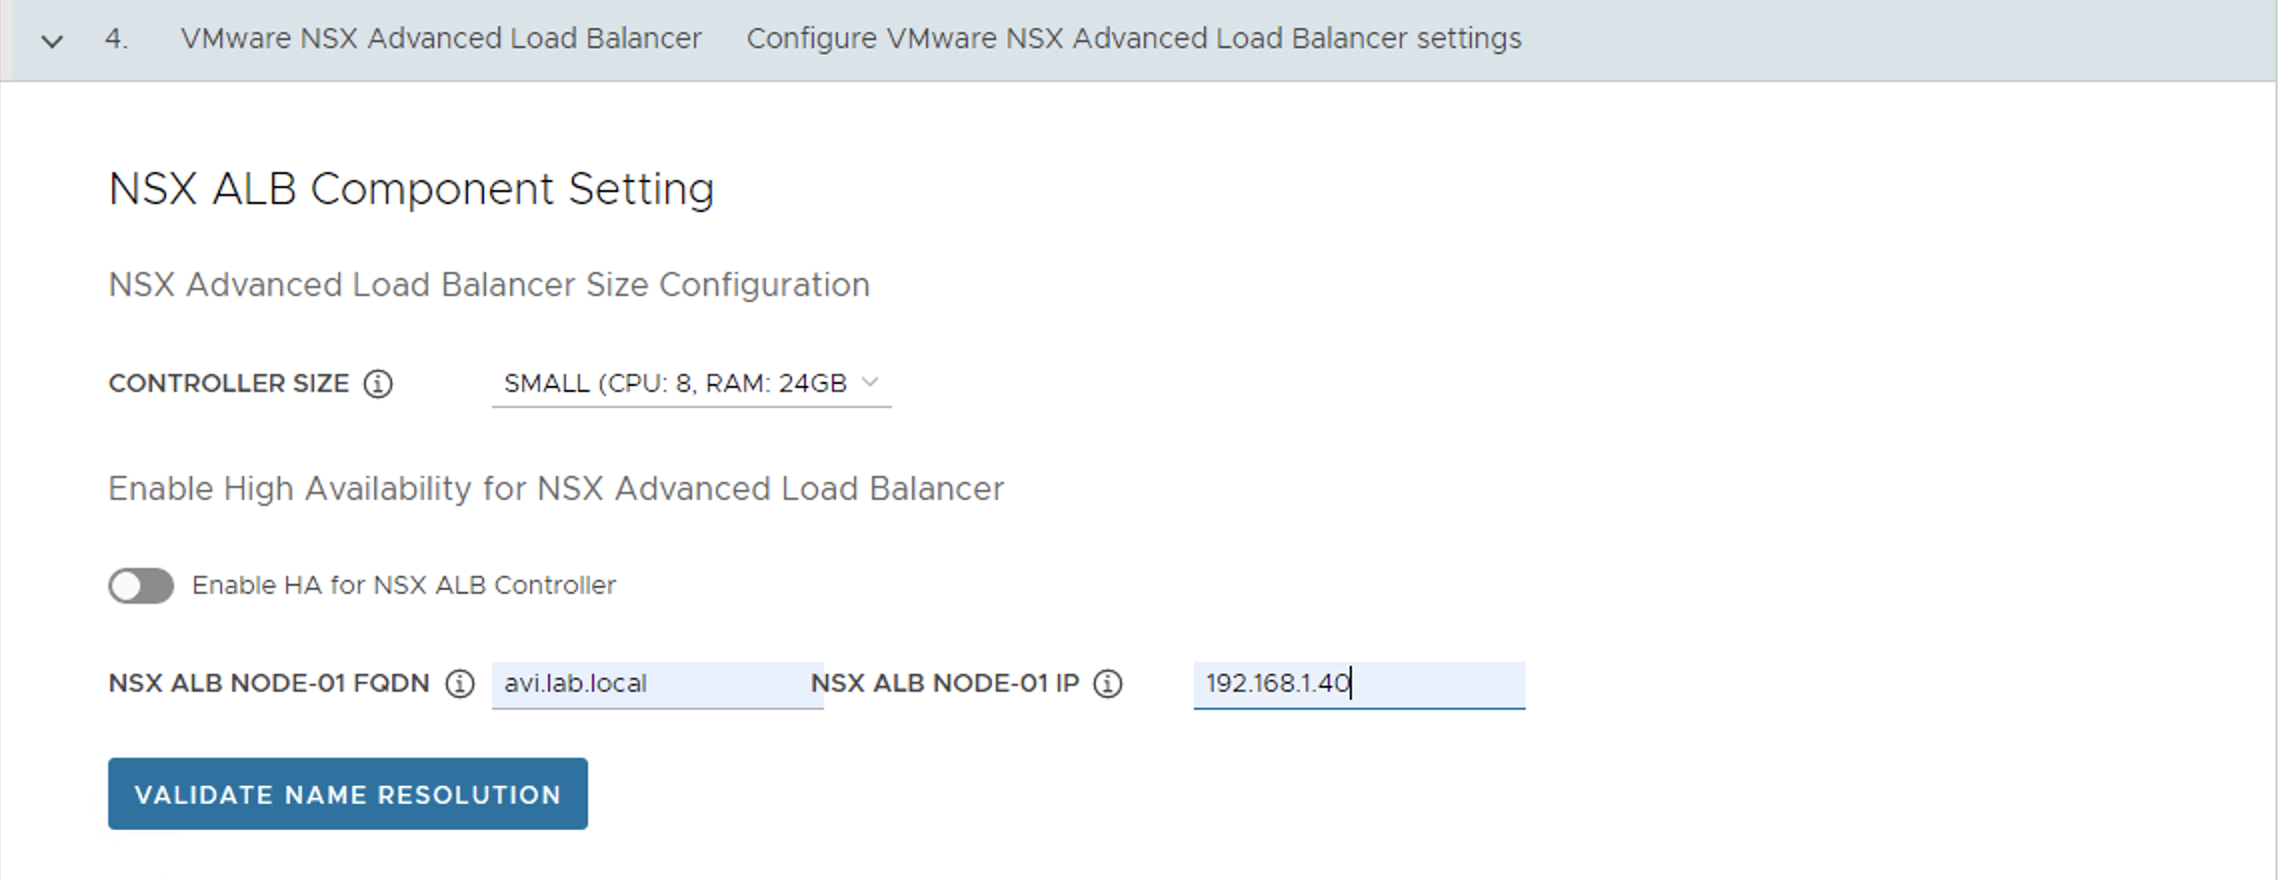 4. VMware NSX Advanced Load Balancer Configure VMware NSX Advanced Load Balancer settings
NSX ALB Component Setting
NSX Advanced Load Balancer Size Configuration
CONTROLLER SIZE SMALL (CPU: 8, RAM: 24GB
Enable High Availability for NSX Advanced Load Balancer
Enable HA for NSX ALB Controller
NSX ALB NODE-01 FQDN avi.lab.local NSX ALB NODE-01 IP 192.168.1.40
VALIDATE NAME RESOLUTION